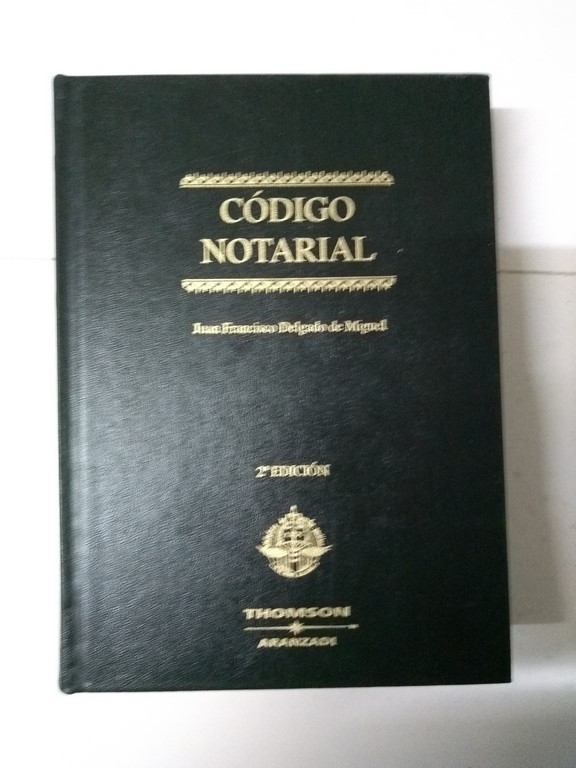 CÓDIGO
NOTARIAL
Juan Francisco Delgado de Miguel
2ª EDICIÓN
THOMSON
ARANZADI